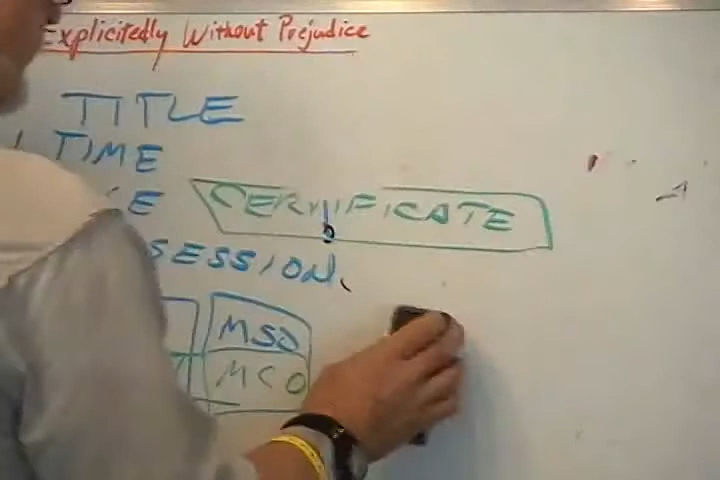 Explicitedly Without Prejudice
TITLE
TIME
CERTIFICATE
SESSION
MSO
MCO